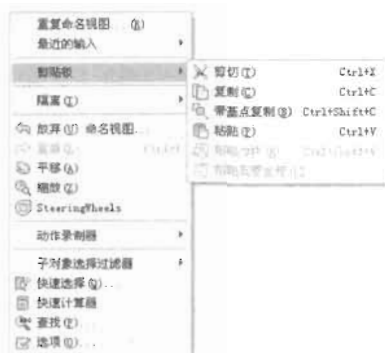 重复命名视图... (R)
最近的输入
剪贴板
隔离(I)
放弃(U) 命名视图...
平移(A)
缩放(Z)
SteeringWheels
动作录制器
子对象选择过滤器
快速选择(Q)...
快速计算器
查找(F)...
选项(O)...
剪切(T) Ctrl+X
复制(C) Ctrl+C
带基点复制(B) Ctrl+Shift+C
粘贴(P) Ctrl+V